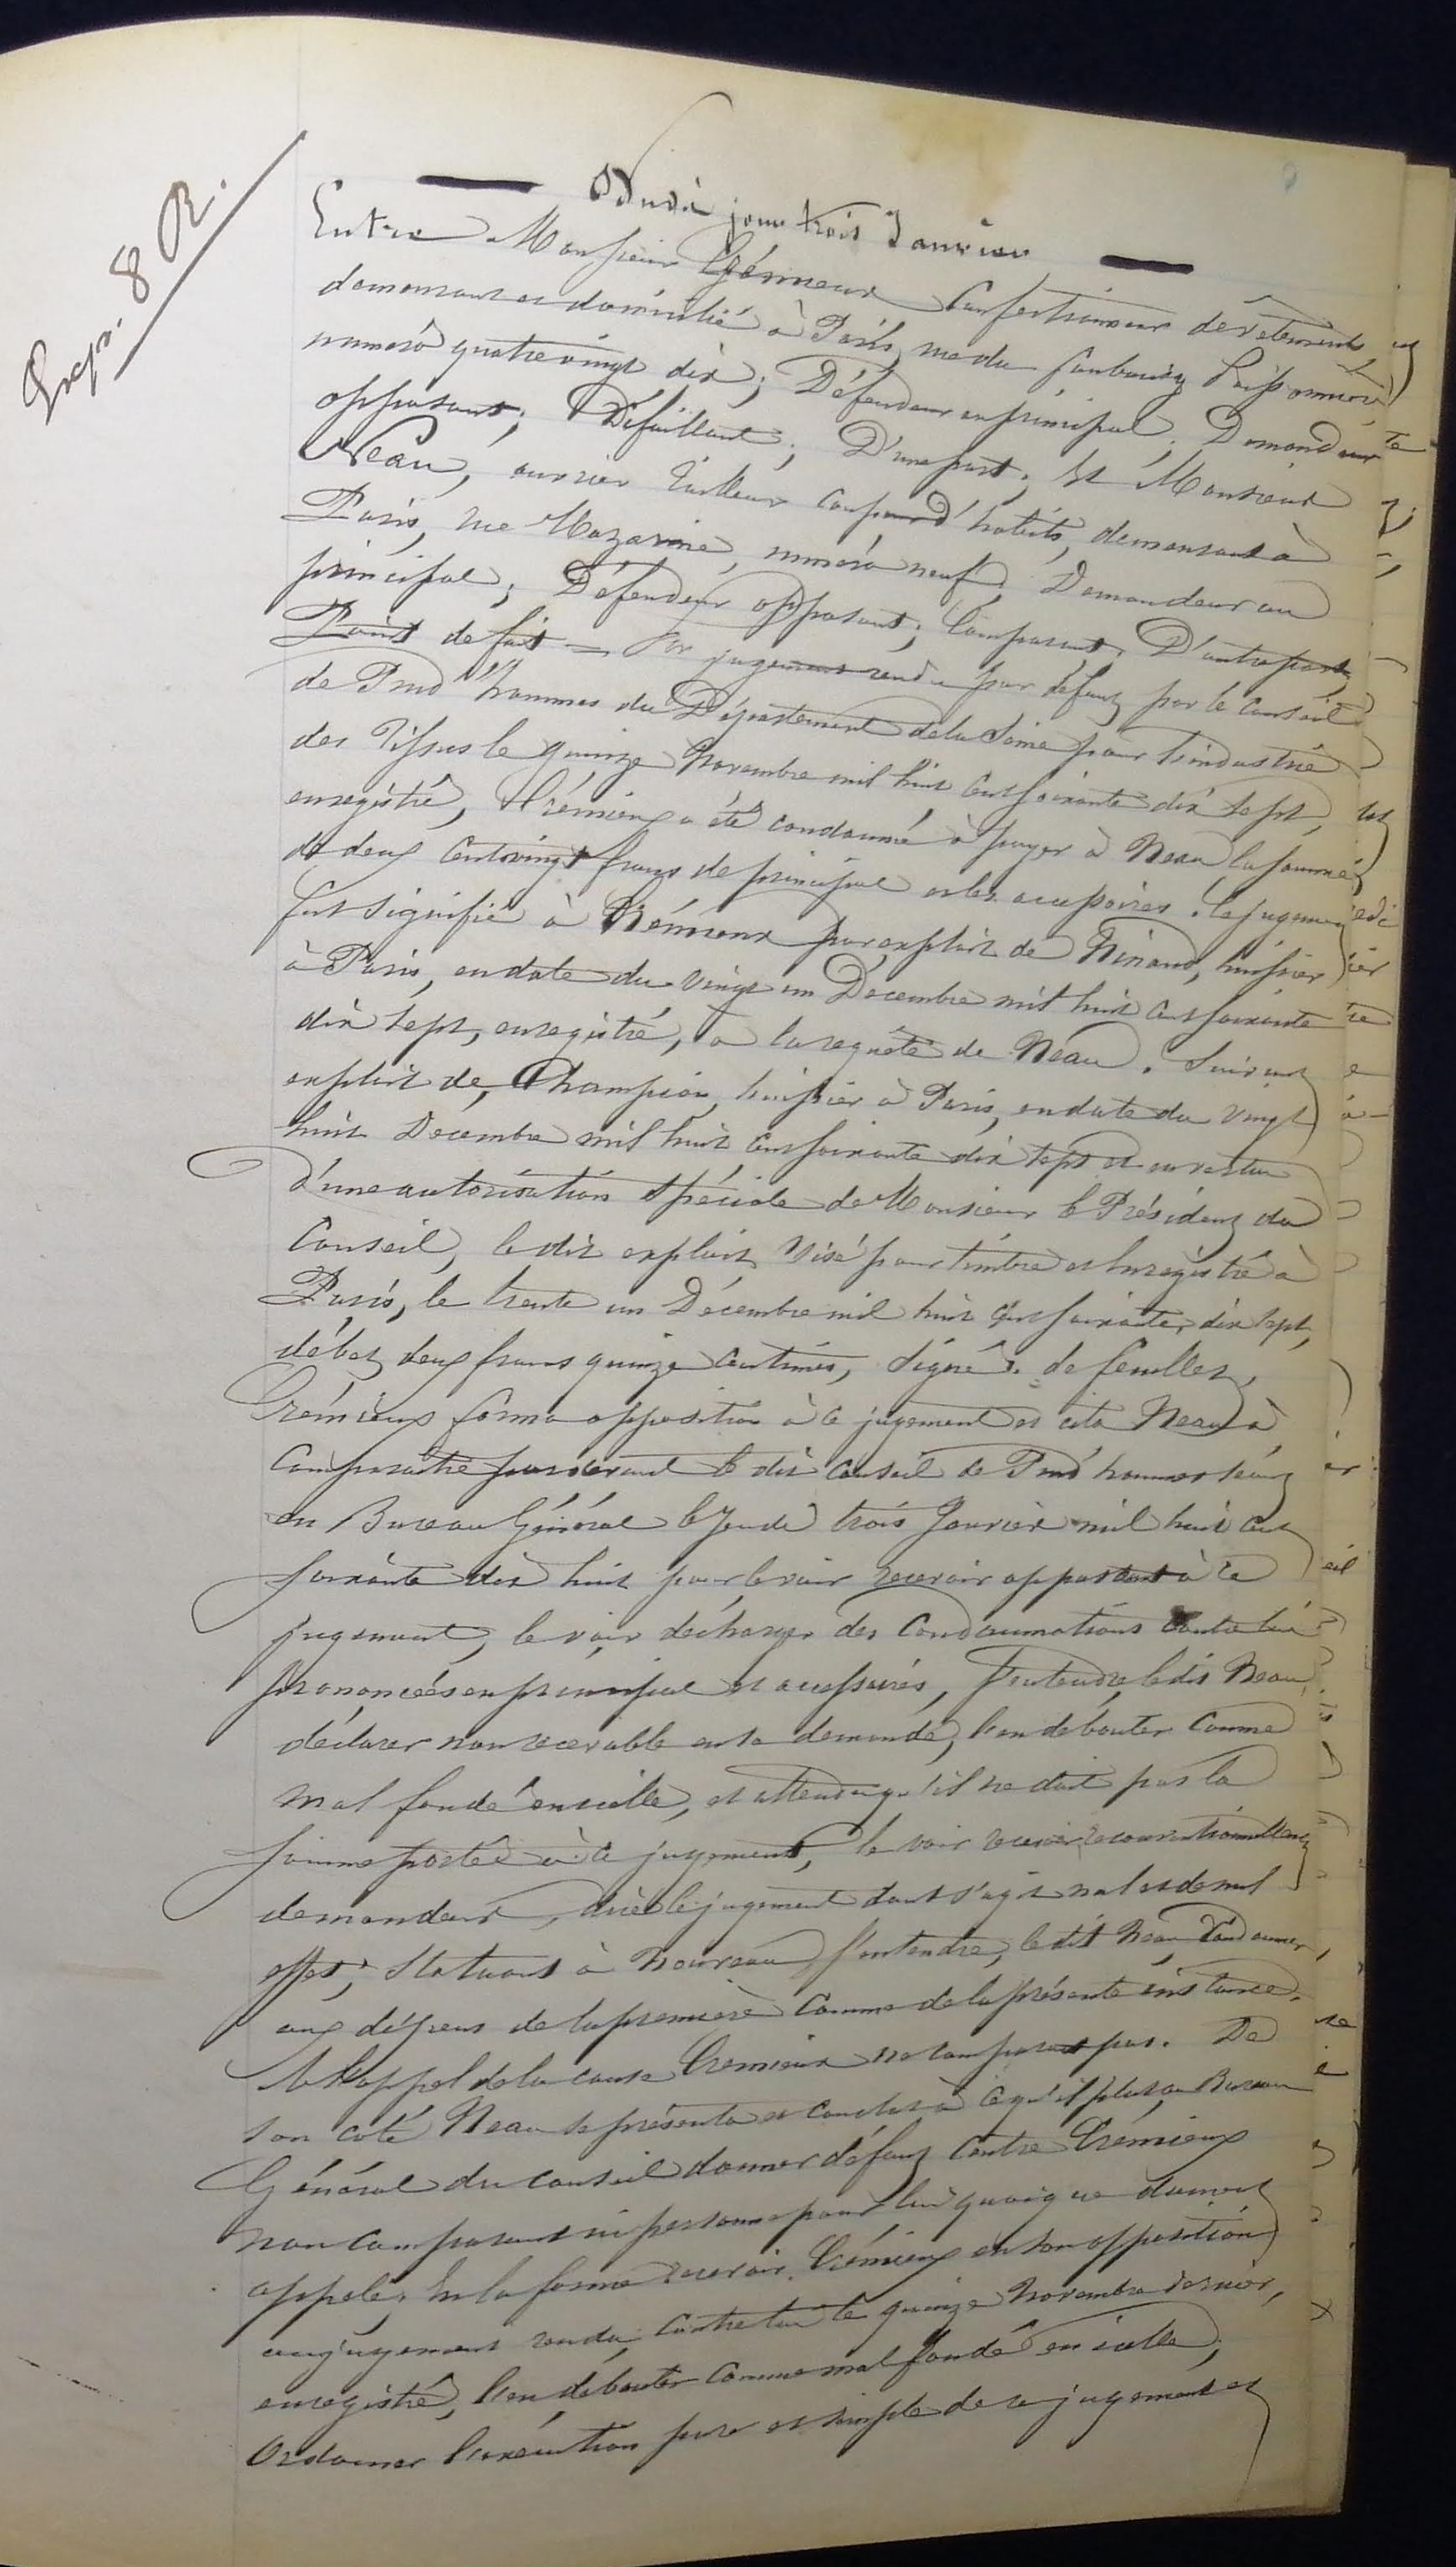 Exp. 8 R.
Dudit jour trois Janvier
Entre Monsieur Crémieux Confectionneur de vêtements,
demeurant et domicilié à Paris, rue du faubourg Poissonnière
numéro quatre vingt dix; Défendeur au principal; Demandeur
opposant; Défaillant; D'une part; Et Monsieur
Neau, ouvrier tailleur coupeur d'habits, demeurant à
Paris, rue Mazarine, numéro neuf; Demandeur au
principal; Défendeur opposant; Comparant; D'autre part;
Point de fait — Par jugement rendu par défaut par le Conseil
de Prud'hommes du Département de la Seine pour l'industrie
des Tissus le quinze Novembre mil huit cent soixante dix sept,
enregistré, Crémieux a été condamné à payer à Neau la somme
de deux cent vingt francs de principal et les accessoires. Ce jugement
fut signifié à Crémieux par exploit de huissier
à Paris, en date du vingt un Décembre mil huit cent soixante
dix sept, enregistré, à la requête de Neau. Suivant
exploit de Champion, huissier à Paris, en date du vingt
huit Décembre mil huit cent soixante dix sept et en vertu
d'une autorisation spéciale de Monsieur le Président du
Conseil, le dit exploit visé pour timbre et Enregistré à
Paris, le trente un Décembre mil huit cent soixante dix sept,
débet deux francs quinze centimes, signé: de feuillez,
Crémieux forma opposition à ce jugement et cita Neau à
comparaître par devant le dit Conseil de Prud'hommes séant
en Bureau Général le Jeudi trois Janvier mil huit cent
soixante dix huit pour le voir recevoir opposant à ce
jugement, le voir décharger des condamnations contre lui
prononcées en principal et accessoires, S'entendre le dit Neau
déclarer non recevable en sa demande, l'en débouter comme
mal fondé en icelle, et attendu qu'il ne doit pas la
somme portée à ce jugement, le voir recevoir reconventionnellement
demandeur, dire le jugement dont s'agit nul et de nul
effet; Statuant à nouveau, s'entendre, le dit Neau, condamner
aux dépens de la première comme de la présente instance.
A l'appel de la cause Crémieux ne comparut pas. De
son coté Neau se présenta et conclut à ce qu'il plut au Bureau
Général du Conseil donner défaut contre Crémieux
non comparant ni personne pour lui quoique dument
appelé; En la forme recevoir Crémieux en son opposition
au jugement rendu contre lui le quinze Novembre dernier,
enregistré, l'en débouter comme mal fondé en icelle;
Ordonner l'exécution pure et simple de ce jugement et